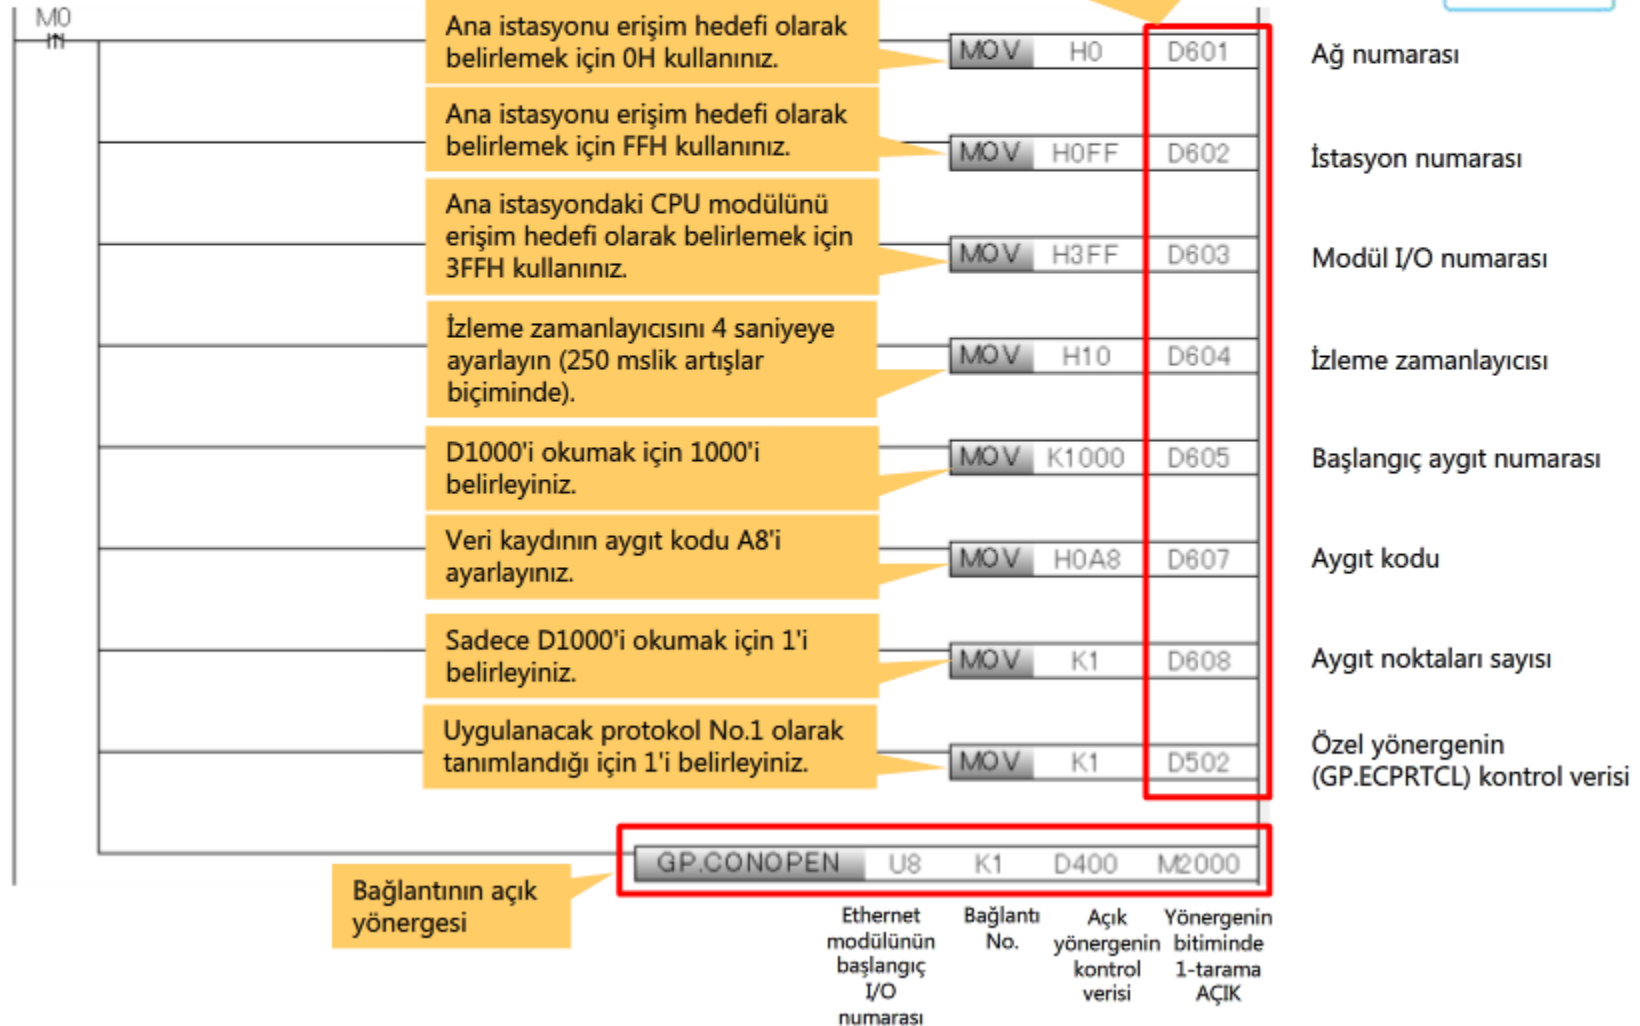 M0
Ana istasyonu erişim hedefi olarak
belirlemek için 0H kullanınız.
MOV H0 D601
Ağ numarası
Ana istasyonu erişim hedefi olarak
belirlemek için FFH kullanınız.
MOV H0FF D602
İstasyon numarası
Ana istasyondaki CPU modülünü
erişim hedefi olarak belirlemek için
3FFH kullanınız.
MOV H3FF D603
Modül I/O numarası
İzleme zamanlayıcısını 4 saniyeye
ayarlayın (250 mslik artışlar
biçiminde).
MOV H10 D604
İzleme zamanlayıcısı
D1000'i okumak için 1000'i
belirleyiniz.
MOV K1000 D605
Başlangıç aygıt numarası
Veri kaydının aygıt kodu A8'i
ayarlayınız.
MOV H0A8 D607
Aygıt kodu
Sadece D1000'i okumak için 1'i
belirleyiniz.
MOV K1 D608
Aygıt noktaları sayısı
Uygulanacak protokol No.1 olarak
tanımlandığı için 1'i belirleyiniz.
MOV K1 D502
Özel yönergenin
(GP.ECPRTCL) kontrol verisi
GP.CONOPEN U8 K1 D400 M2000
Bağlantının açık
yönergesi
Ethernet
modülünün
başlangıç
I/O
numarası
Bağlantı
No.
Açık
yönergenin
kontrol
verisi
Yönergenin
bitiminde
1-tarama
AÇIK